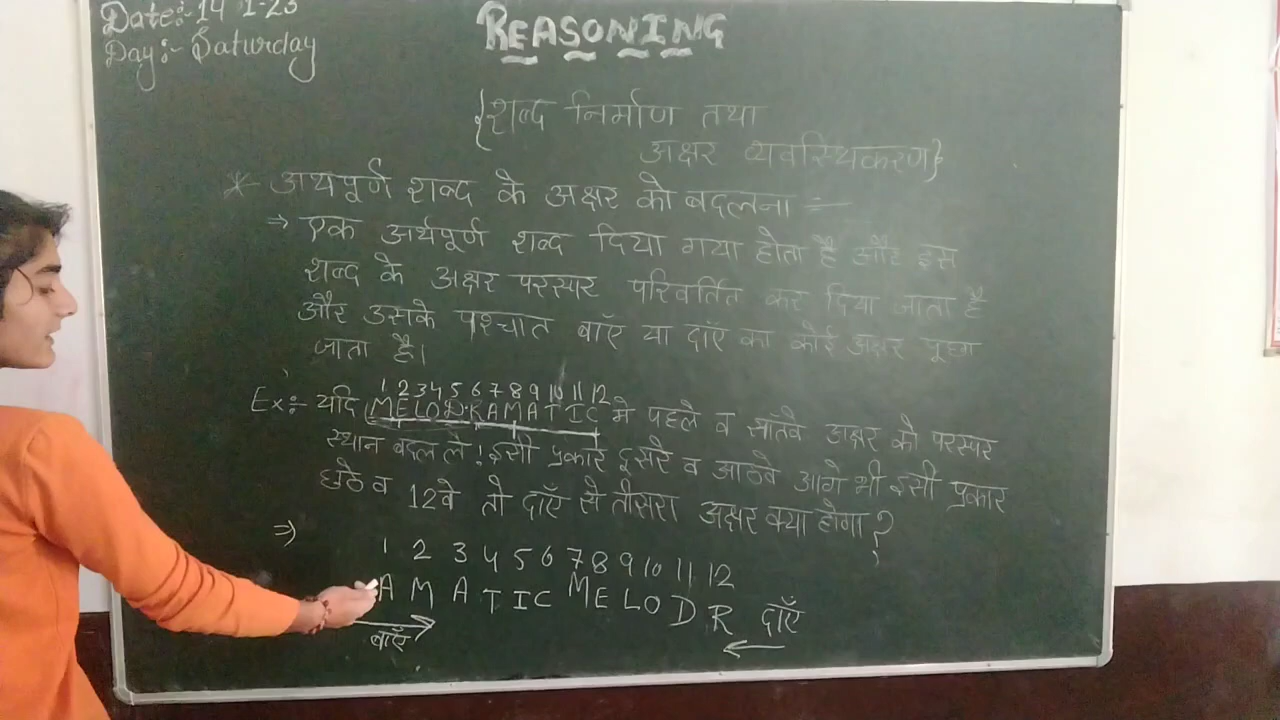 Date:- 14 1-23
Day:- Saturday
REASONING
{शब्द निर्माण तथा
अक्षर व्यवस्थिकरण}
* अर्थपूर्ण शब्द के अक्षर को बदलना :-
⇒ एक अर्थपूर्ण शब्द दिया गया होता है और इस
शब्द के अक्षर परस्पर परिवर्तित कर दिया जाता है
और उसके पश्चात बाँए या दाँए का कोई अक्षर पूछा
जाता है।
1 2 3 4 5 6 7 8 9 10 11 12
Ex:- यदि MELODRAMATIC मे पहले व साँतवे अक्षर को परस्पर
स्थान बदल ले! इसी प्रकार दूसरे व आठवे आगे भी इसी प्रकार
छठे व 12वे तो दाँए से तीसरा अक्षर क्या होगा?
⇒
1 2 3 4 5 6 7 8 9 10 11 12
A M A T I C M E L O D R दाँए
बाँए